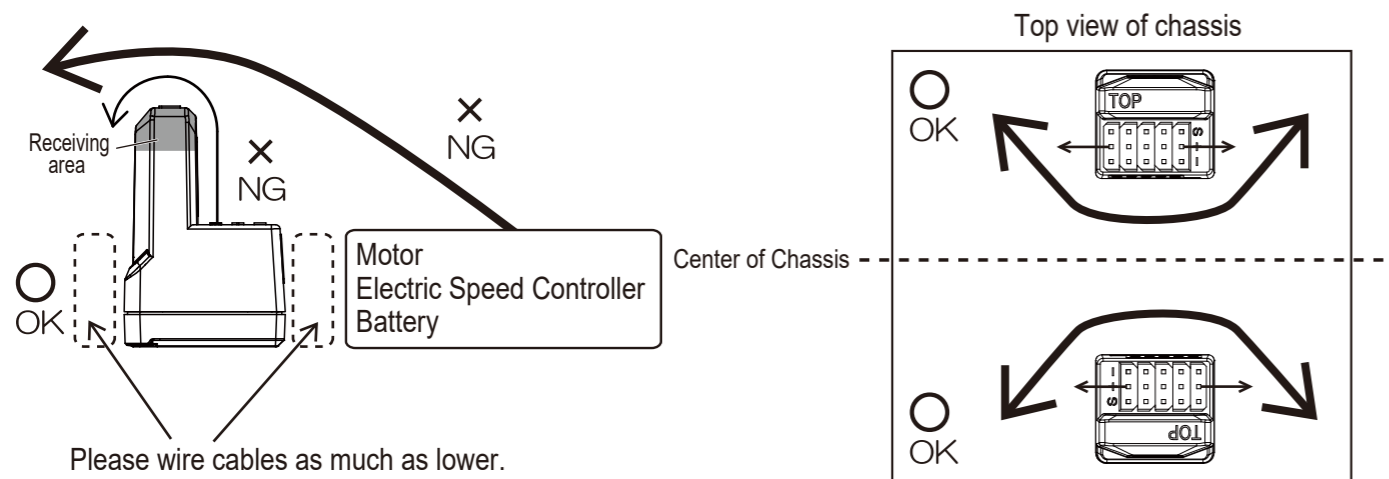 Receiving
area
×
NG
×
NG
OK
Motor
Electric Speed Controller
Battery
Please wire cables as much as lower.
Top view of chassis
OK
TOP
S
Center of Chassis
OK
S
TOP